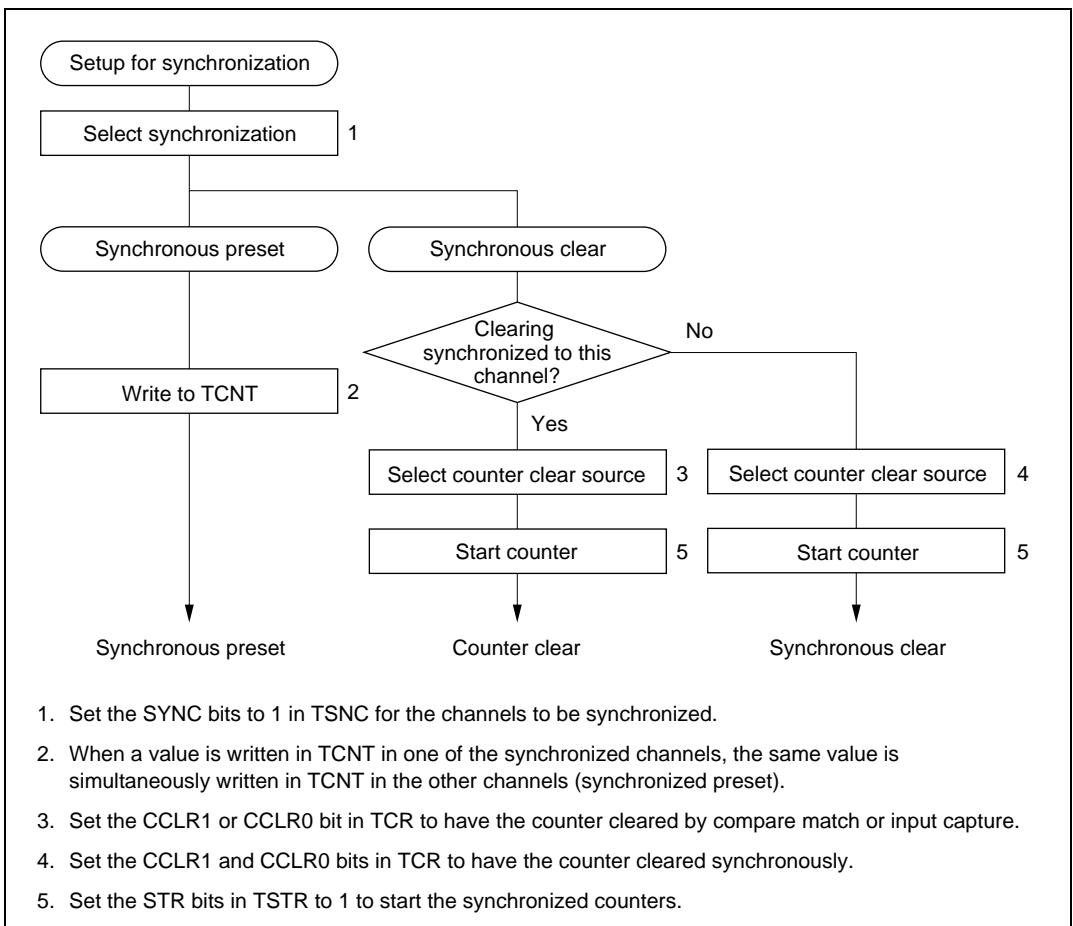 Setup for synchronization
Select synchronization 1
Synchronous preset
Synchronous clear
Clearing
synchronized to this
channel?
No
Yes
Write to TCNT 2
Select counter clear source 3
Select counter clear source 4
Start counter 5
Start counter 5
Synchronous preset
Counter clear
Synchronous clear
1. Set the SYNC bits to 1 in TSNC for the channels to be synchronized.
2. When a value is written in TCNT in one of the synchronized channels, the same value is
simultaneously written in TCNT in the other channels (synchronized preset).
3. Set the CCLR1 or CCLR0 bit in TCR to have the counter cleared by compare match or input capture.
4. Set the CCLR1 and CCLR0 bits in TCR to have the counter cleared synchronously.
5. Set the STR bits in TSTR to 1 to start the synchronized counters.